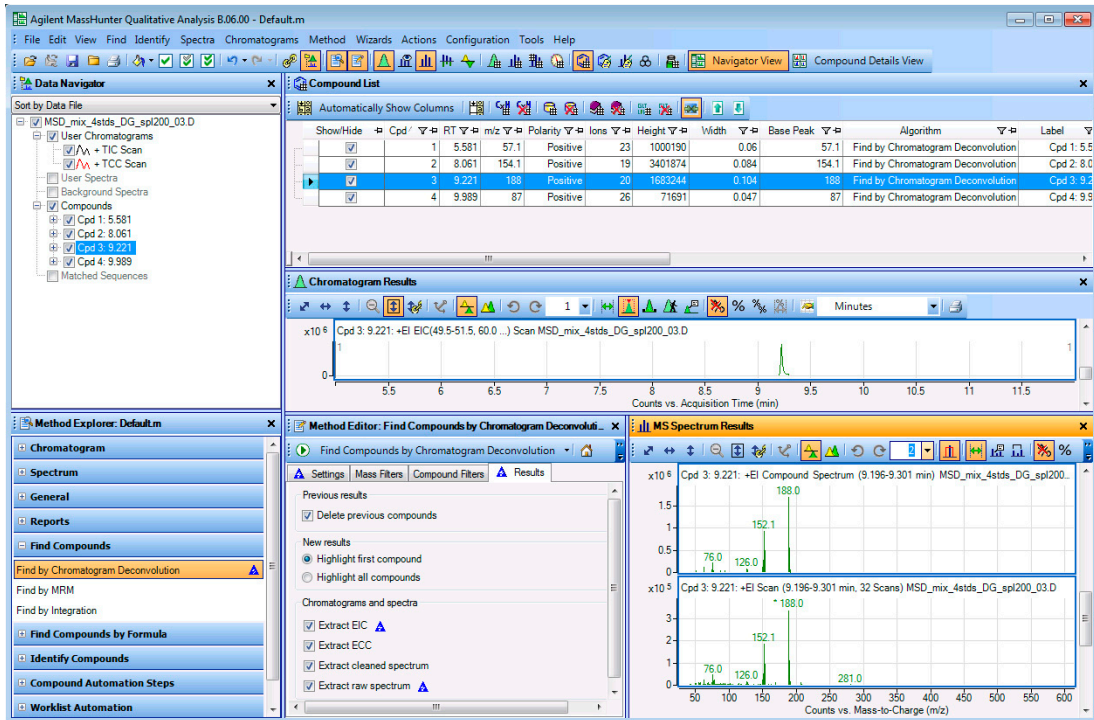 Agilent MassHunter Qualitative Analysis B.06.00 - Default.m
File Edit View Find Identify Spectra Chromatograms Method Wizards Actions Configuration Tools Help
Navigator View Compound Details View
Data Navigator
Sort by Data File
MSD_mix_4stds_DG_spl200_03.D
User Chromatograms
+ TIC Scan
+ TCC Scan
User Spectra
Background Spectra
Compounds
Cpd 1: 5.581
Cpd 2: 8.061
Cpd 3: 9.221
Cpd 4: 9.989
Matched Sequences
Compound List
Automatically Show Columns
Show/Hide Cpd RT m/z Polarity Ions Height Width Base Peak Algorithm Label
1 5.581 57.1 Positive 23 1000190 0.06 57.1 Find by Chromatogram Deconvolution Cpd 1: 5.5
2 8.061 154.1 Positive 19 3401874 0.084 154.1 Find by Chromatogram Deconvolution Cpd 2: 8.0
3 9.221 188 Positive 20 1683244 0.104 188 Find by Chromatogram Deconvolution Cpd 3: 9.2
4 9.989 87 Positive 26 71691 0.047 87 Find by Chromatogram Deconvolution Cpd 4: 9.9
Chromatogram Results
1 % Minutes
x10 6 Cpd 3: 9.221: +EI EIC(49.5-51.5, 60.0 ...) Scan MSD_mix_4stds_DG_spl200_03.D
1 1
0
5.5 6 6.5 7 7.5 8 8.5 9 9.5 10 10.5 11 11.5
Counts vs. Acquisition Time (min)
Method Explorer: Default.m
Chromatogram
Spectrum
General
Reports
Find Compounds
Find by Chromatogram Deconvolution
Find by MRM
Find by Integration
Find Compounds by Formula
Identify Compounds
Compound Automation Steps
Worklist Automation
Method Editor: Find Compounds by Chromatogram Deconvoluti...
Find Compounds by Chromatogram Deconvolution
Settings Mass Filters Compound Filters Results
Previous results
Delete previous compounds
New results
Highlight first compound
Highlight all compounds
Chromatograms and spectra
Extract EIC
Extract ECC
Extract cleaned spectrum
Extract raw spectrum
MS Spectrum Results
2 %
x10 6 Cpd 3: 9.221: +EI Compound Spectrum (9.196-9.301 min) MSD_mix_4stds_DG_spl200...
188.0
1.5
152.1
1
0.5
76.0 126.0
0
x10 5 Cpd 3: 9.221: +EI Scan (9.196-9.301 min, 32 Scans) MSD_mix_4stds_DG_spl200_03.D
* 188.0
3
152.1
2
1
76.0 126.0 281.0
0
50 100 150 200 250 300 350 400 450 500 550 600
Counts vs. Mass-to-Charge (m/z)